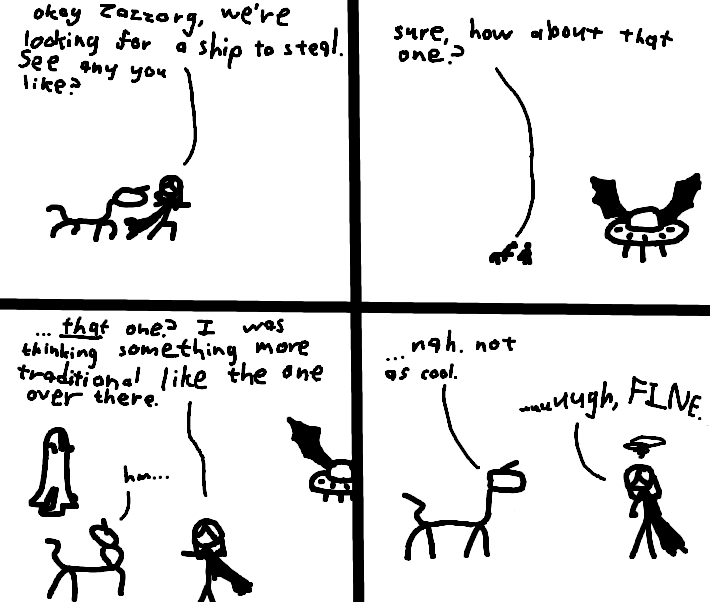 okay Zazzorg, we're
looking for a ship to steal.
See any you
like?
sure, how about that
one?
... that one? I was
thinking something more
traditional like the one
over there.
hm...
...nah. not
as cool.
...uuuugh, FINE.